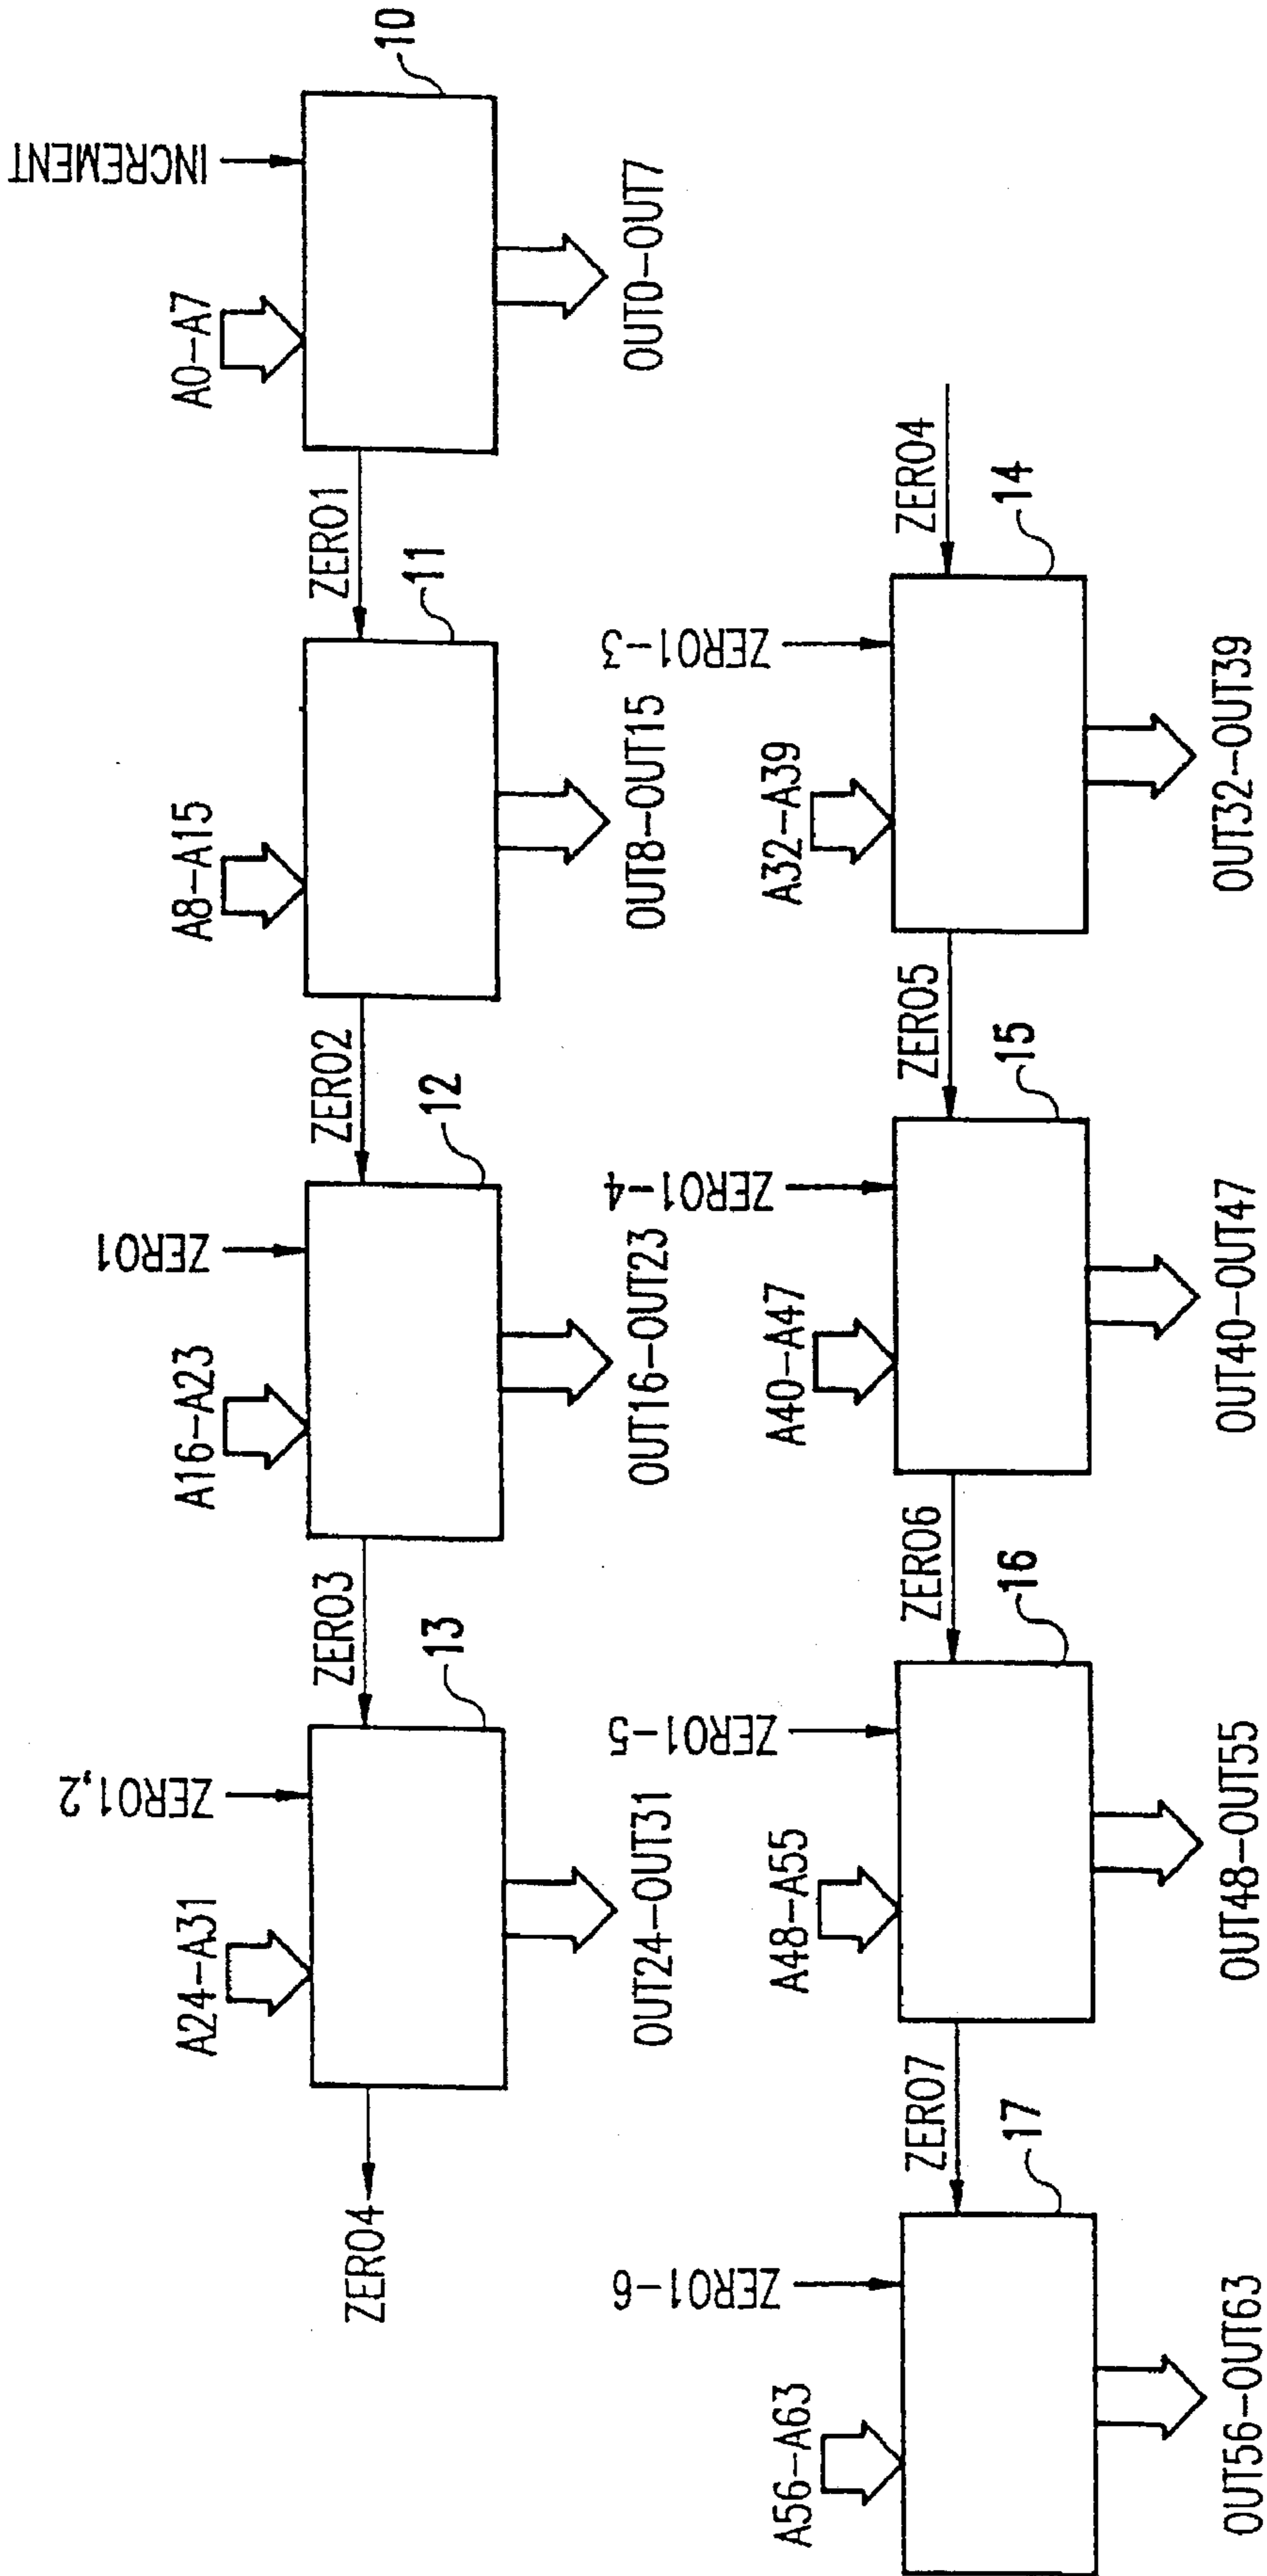 INCREMENT
10
A0-A7
OUT0-OUT7
ZERO1
11
A8-A15
OUT8-OUT15
ZERO2
ZERO1
12
A16-A23
OUT16-OUT23
ZERO3
ZERO1,2
13
A24-A31
OUT24-OUT31
ZERO4
ZERO4
ZERO1-3
14
A32-A39
OUT32-OUT39
ZERO5
ZERO1-4
15
A40-A47
OUT40-OUT47
ZERO6
ZERO1-5
16
A48-A55
OUT48-OUT55
ZERO7
ZERO1-6
17
A56-A63
OUT56-OUT63